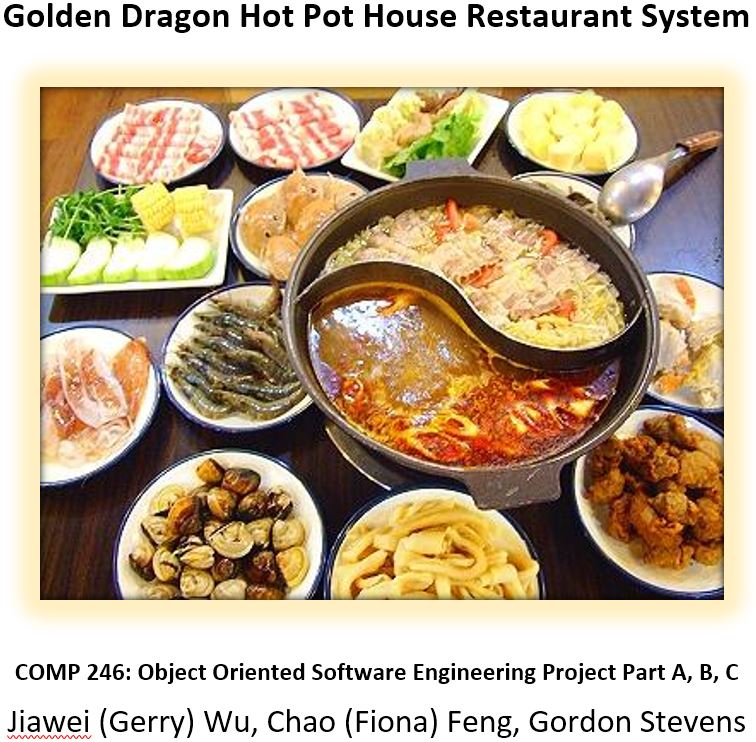 Golden Dragon Hot Pot House Restaurant System
COMP 246: Object Oriented Software Engineering Project Part A, B, C
Jiawei (Gerry) Wu, Chao (Fiona) Feng, Gordon Stevens